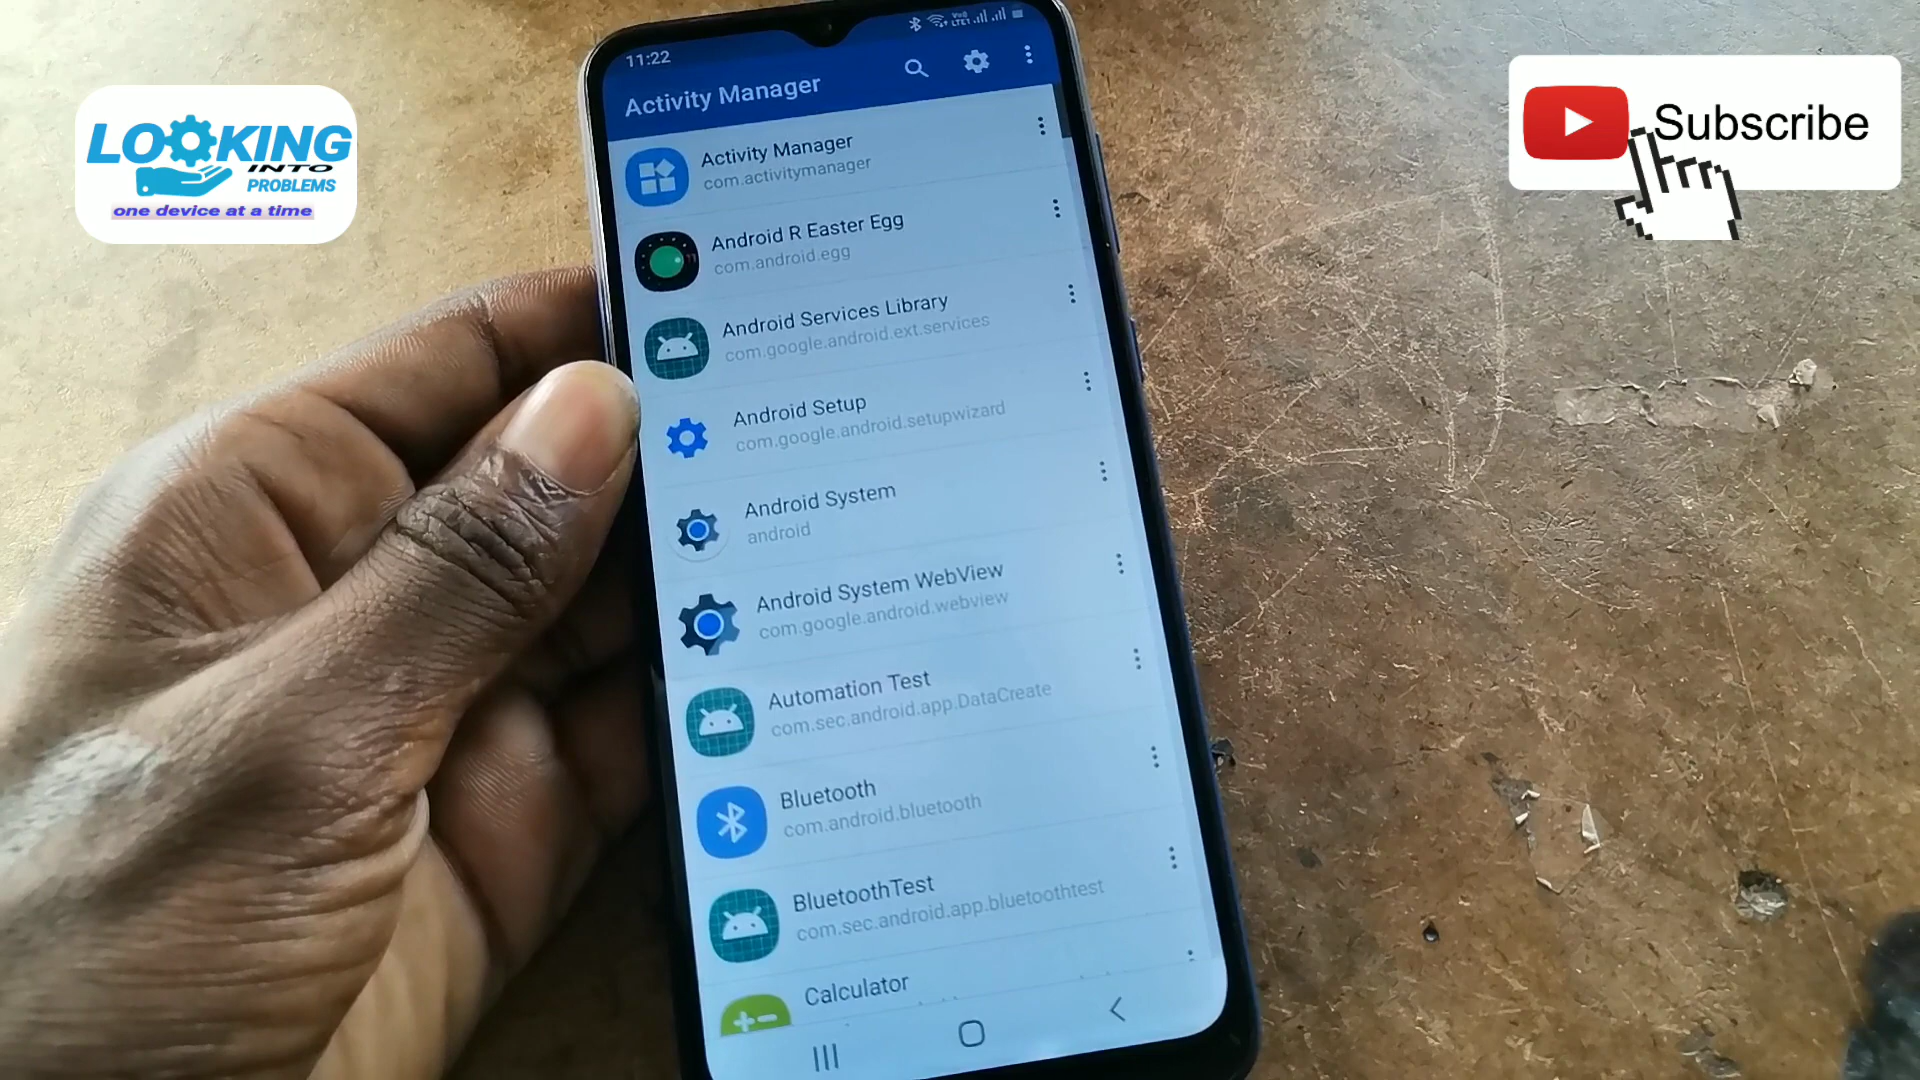 LOOKING
INTO
PROBLEMS
one device at a time
Subscribe
11:22
Activity Manager
Activity Manager
com.activitymanager
Android R Easter Egg
com.android.egg
Android Services Library
com.google.android.ext.services
Android Setup
com.google.android.setupwizard
Android System
android
Android System WebView
com.google.android.webview
Automation Test
com.sec.android.app.DataCreate
Bluetooth
com.android.bluetooth
BluetoothTest
com.sec.android.app.bluetoothtest
Calculator